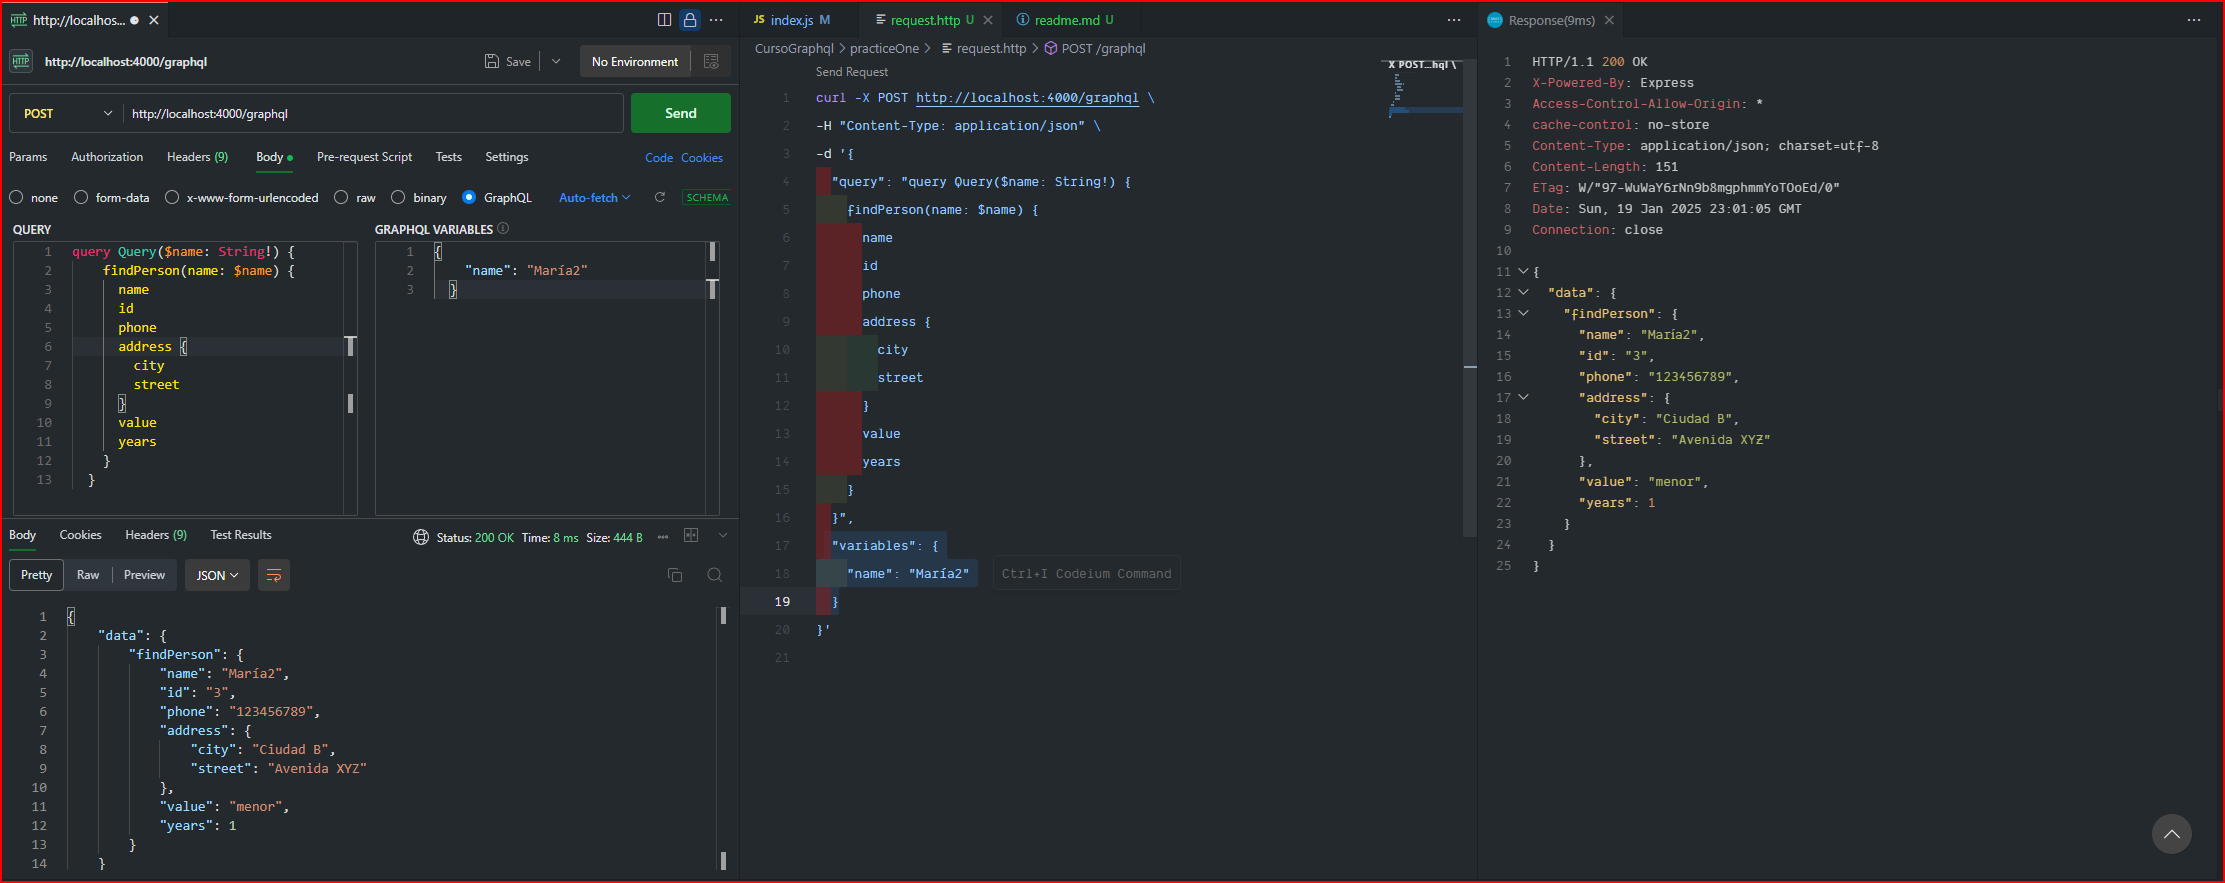 http://localhos...
http://localhost:4000/graphql
Save
No Environment
POST
http://localhost:4000/graphql
Send
Params Authorization Headers (9) Body Pre-request Script Tests Settings Code Cookies
none form-data x-www-form-urlencoded raw binary GraphQL Auto-fetch SCHEMA
QUERY
1 query Query($name: String!) {
2 findPerson(name: $name) {
3 name
4 id
5 phone
6 address {
7 city
8 street
9 }
10 value
11 years
12 }
13 }
GRAPHQL VARIABLES
1 {
2 "name": "María2"
3 }
Body Cookies Headers (9) Test Results Status: 200 OK Time: 8 ms Size: 444 B
Pretty Raw Preview JSON
1 {
2 "data": {
3 "findPerson": {
4 "name": "María2",
5 "id": "3",
6 "phone": "123456789",
7 "address": {
8 "city": "Ciudad B",
9 "street": "Avenida XYZ"
10 },
11 "value": "menor",
12 "years": 1
13 }
14 }
JS index.js M request.http U readme.md U
CursoGraphql > practiceOne > request.http > POST /graphql
Send Request
1 curl -X POST http://localhost:4000/graphql \
2 -H "Content-Type: application/json" \
3 -d '{
4 "query": "query Query($name: String!) {
5 findPerson(name: $name) {
6 name
7 id
8 phone
9 address {
10 city
11 street
12 }
13 value
14 years
15 }
16 }",
17 "variables": {
18 "name": "María2" Ctrl+I Codeium Command
19 }
20 }'
21
X POST...hql \
Response(9ms)
1 HTTP/1.1 200 OK
2 X-Powered-By: Express
3 Access-Control-Allow-Origin: *
4 cache-control: no-store
5 Content-Type: application/json; charset=utf-8
6 Content-Length: 151
7 ETag: W/"97-WuWaY6rNn9b8mgphmmYoTOoEd/0"
8 Date: Sun, 19 Jan 2025 23:01:05 GMT
9 Connection: close
10
11 {
12 "data": {
13 "findPerson": {
14 "name": "María2",
15 "id": "3",
16 "phone": "123456789",
17 "address": {
18 "city": "Ciudad B",
19 "street": "Avenida XYZ"
20 },
21 "value": "menor",
22 "years": 1
23 }
24 }
25 }